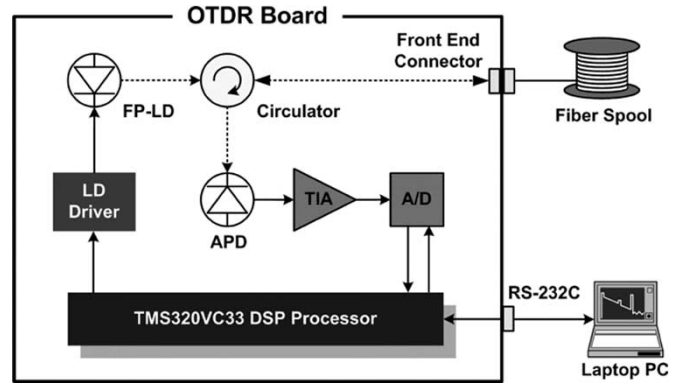 OTDR Board
Front End
Connector
FP-LD
Circulator
Fiber Spool
LD
Driver
TIA
A/D
APD
RS-232C
TMS320VC33 DSP Processor
Laptop PC